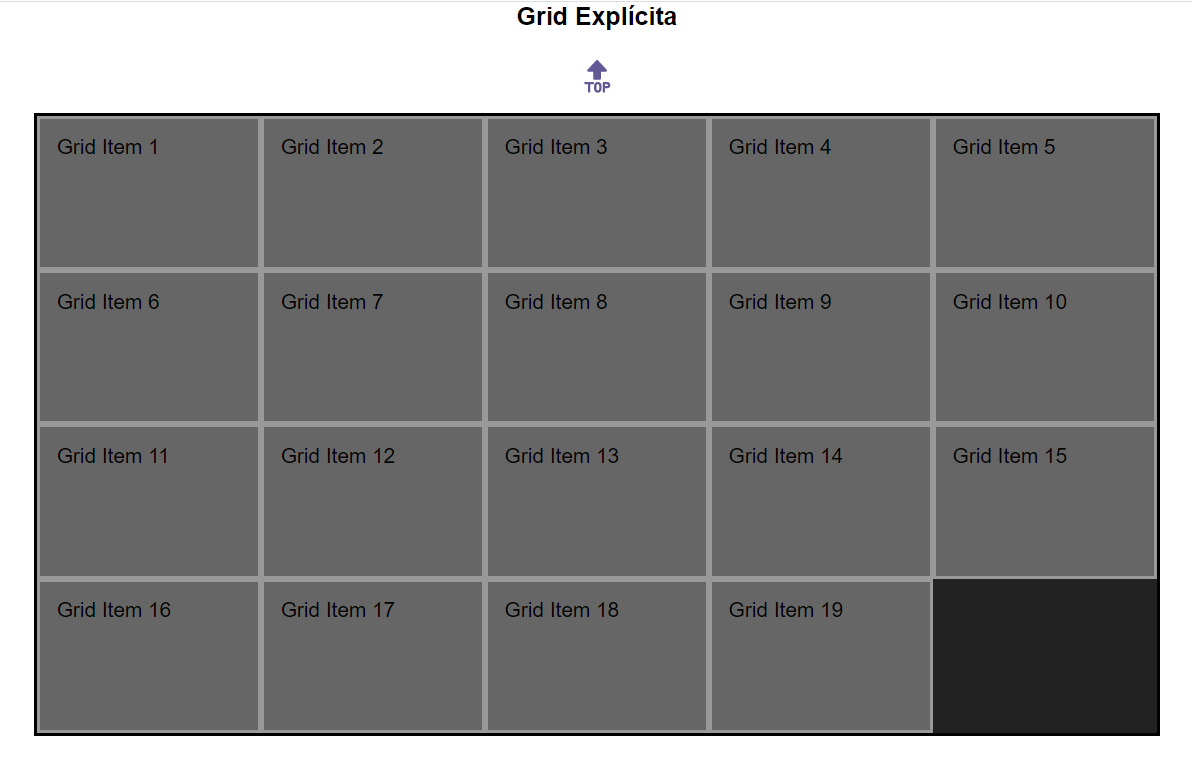 Grid Explícita
TOP
Grid Item 1
Grid Item 2
Grid Item 3
Grid Item 4
Grid Item 5
Grid Item 6
Grid Item 7
Grid Item 8
Grid Item 9
Grid Item 10
Grid Item 11
Grid Item 12
Grid Item 13
Grid Item 14
Grid Item 15
Grid Item 16
Grid Item 17
Grid Item 18
Grid Item 19